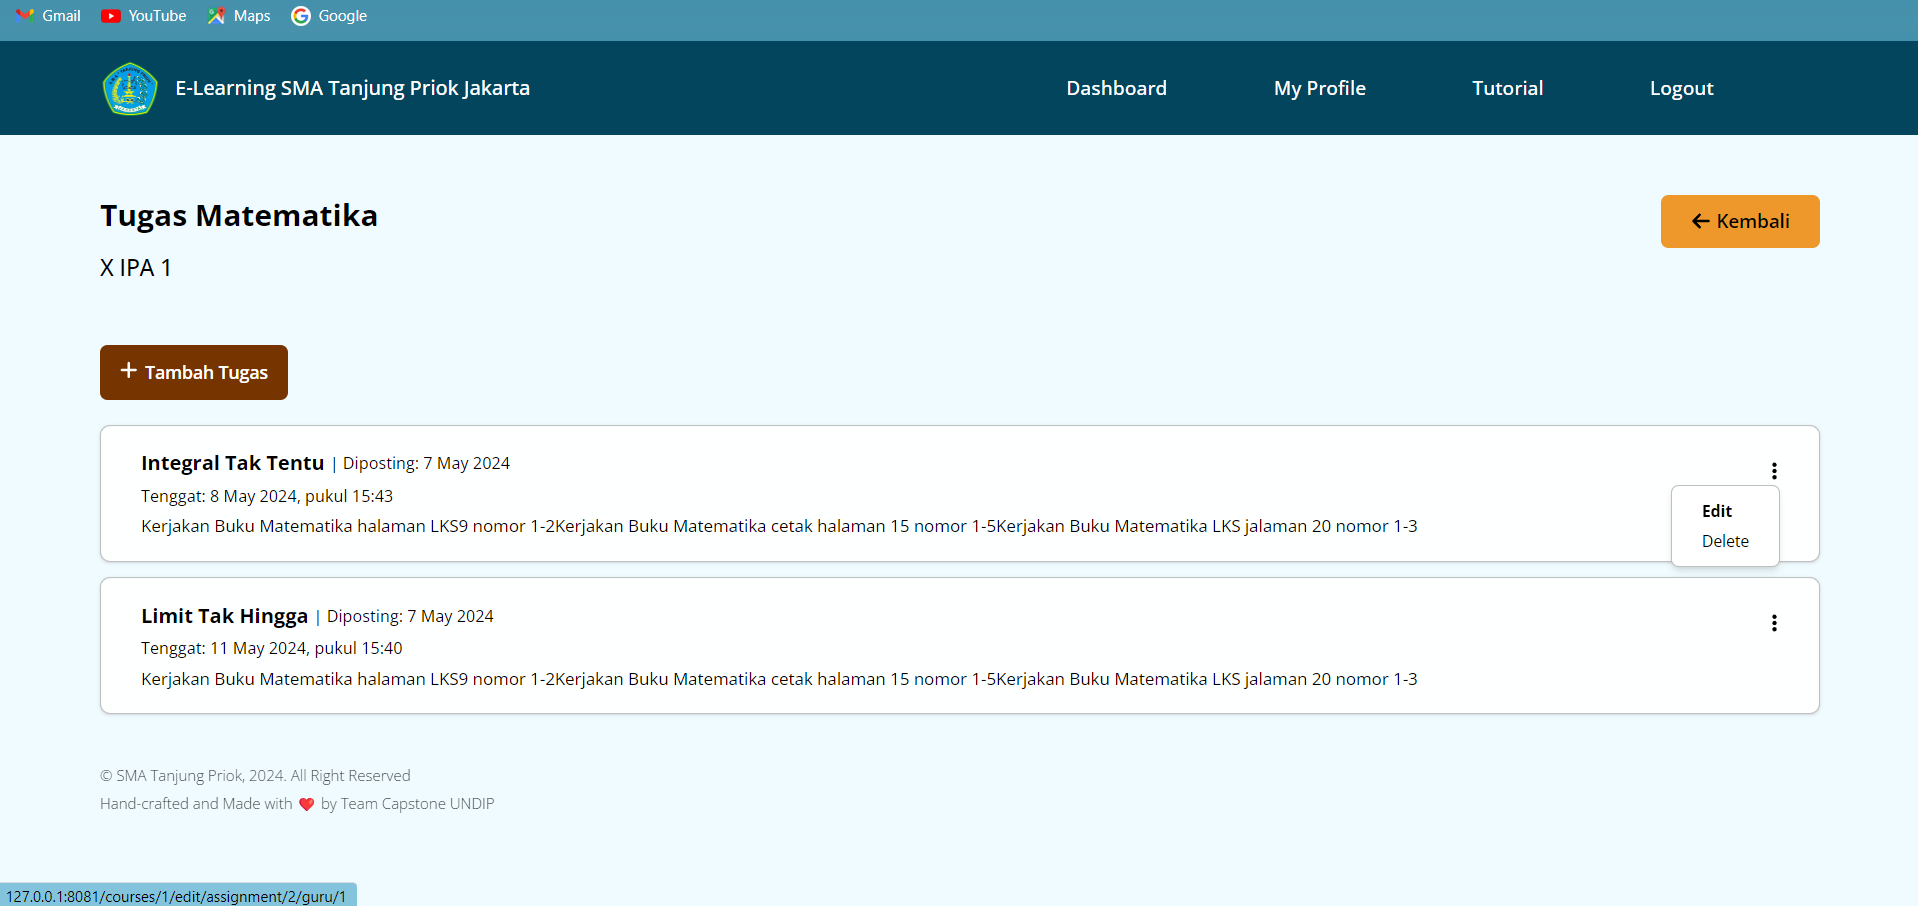 Gmail YouTube Maps Google
E-Learning SMA Tanjung Priok Jakarta Dashboard My Profile Tutorial Logout
Tugas Matematika
Kembali
X IPA 1
+ Tambah Tugas
Integral Tak Tentu | Diposting: 7 May 2024
Tenggat: 8 May 2024, pukul 15:43
Kerjakan Buku Matematika halaman LKS9 nomor 1-2Kerjakan Buku Matematika cetak halaman 15 nomor 1-5Kerjakan Buku Matematika LKS jalaman 20 nomor 1-3
Edit
Delete
Limit Tak Hingga | Diposting: 7 May 2024
Tenggat: 11 May 2024, pukul 15:40
Kerjakan Buku Matematika halaman LKS9 nomor 1-2Kerjakan Buku Matematika cetak halaman 15 nomor 1-5Kerjakan Buku Matematika LKS jalaman 20 nomor 1-3
© SMA Tanjung Priok, 2024. All Right Reserved
Hand-crafted and Made with ❤ by Team Capstone UNDIP
127.0.0.1:8081/courses/1/edit/assignment/2/guru/1